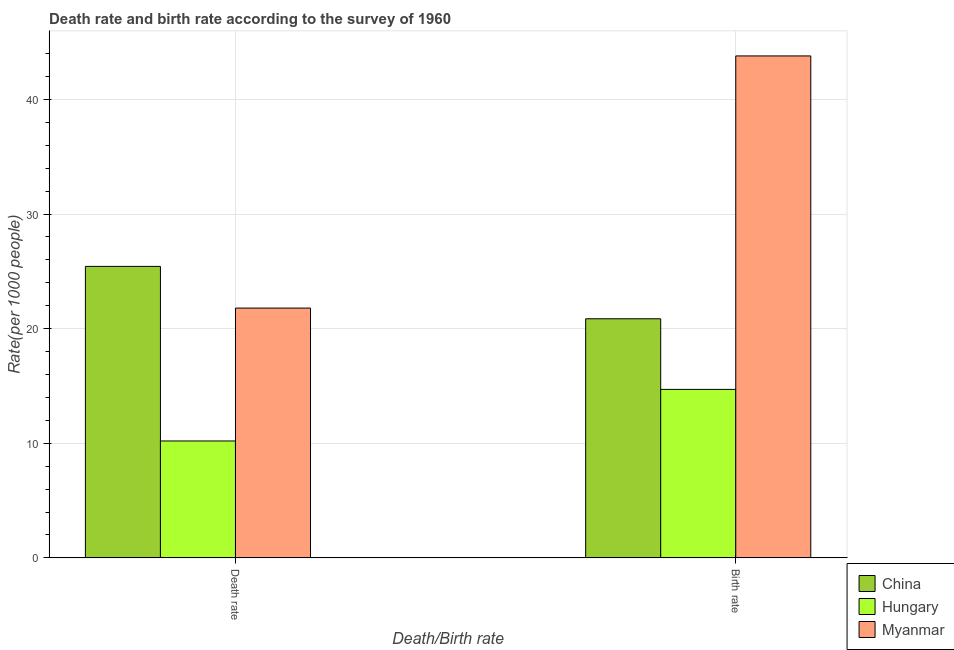 Death rate and birth rate according to the survey of 1960
Rate(per 1000 people)
40
30
20
10
0
Death rate
Birth rate
Death/Birth rate
China
Hungary
Myanmar